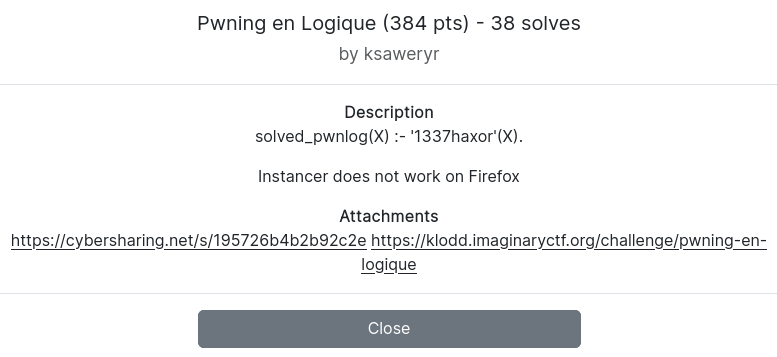 Pwning en Logique (384 pts) - 38 solves
by ksaweryr
Description
solved_pwnlog(X) :- '1337haxor'(X).
Instancer does not work on Firefox
Attachments
https://cybersharing.net/s/195726b4b2b92c2e https://klodd.imaginaryctf.org/challenge/pwning-en-
logique
Close